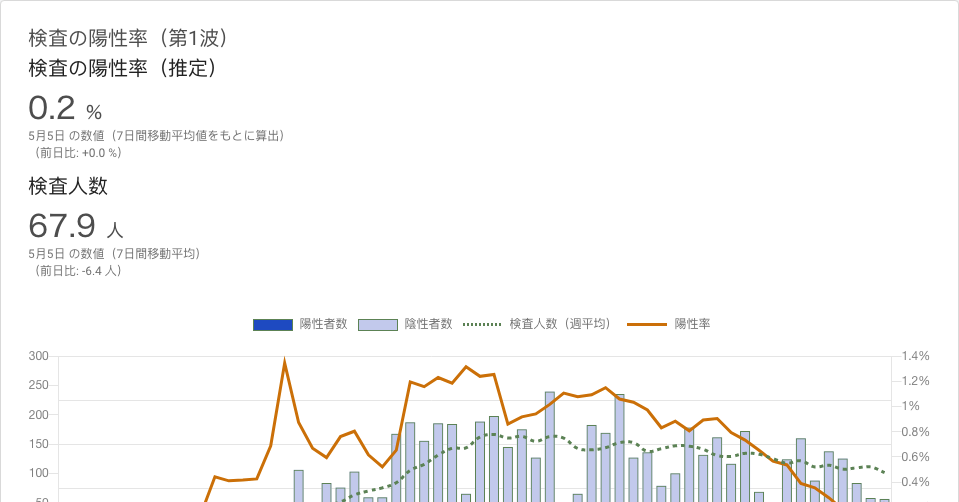 検査の陽性率（第1波）
検査の陽性率（推定）
0.2 %
5月5日 の数値（7日間移動平均値をもとに算出）
（前日比: +0.0 %）
検査人数
67.9 人
5月5日 の数値（7日間移動平均）
（前日比: -6.4 人）
陽性者数 陰性者数 検査人数（週平均） 陽性率
300 1.4%
250 1.2%
200 1%
150 0.8%
100 0.6%
50 0.4%